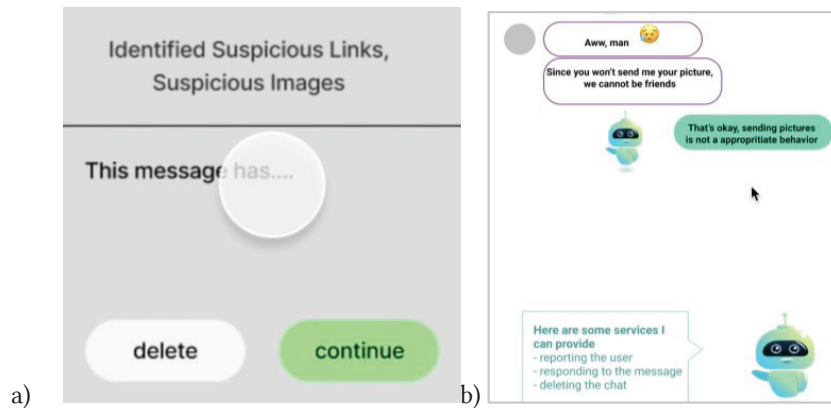 Identified Suspicious Links,
Suspicious Images
This message has....
delete
continue
a)
Aww, man
Since you won't send me your picture,
we cannot be friends
That's okay, sending pictures
is not a appropritiate behavior
Here are some services I
can provide
- reporting the user
- responding to the message
- deleting the chat
b)